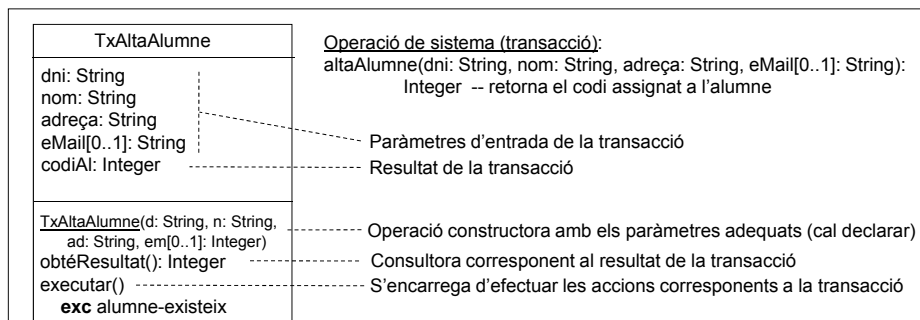 TxAltaAlumne
dni: String
nom: String
adreça: String
eMail[0..1]: String
codiAl: Integer
TxAltaAlumne(d: String, n: String,
ad: String, em[0..1]: Integer)
obtéResultat(): Integer
executar()
exc alumne-existeix
Operació de sistema (transacció):
altaAlumne(dni: String, nom: String, adreça: String, eMail[0..1]: String):
Integer -- retorna el codi assignat a l'alumne
Paràmetres d'entrada de la transacció
Resultat de la transacció
Operació constructora amb els paràmetres adequats (cal declarar)
Consultora corresponent al resultat de la transacció
S'encarrega d'efectuar les accions corresponents a la transacció